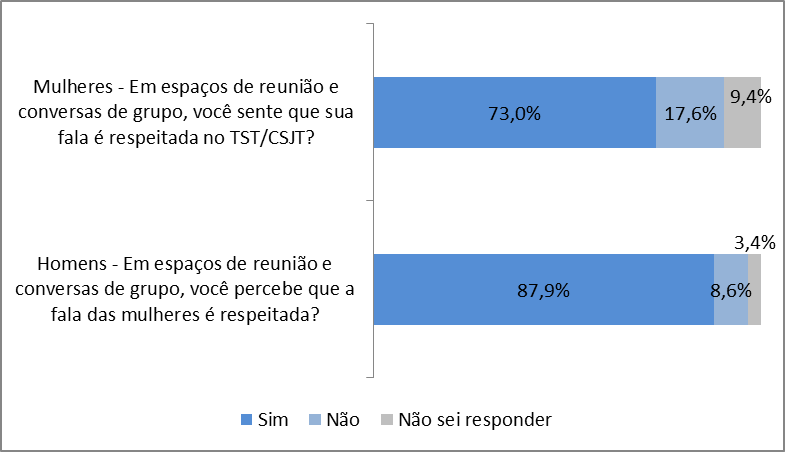 Mulheres - Em espaços de reunião e
conversas de grupo, você sente que sua
fala é respeitada no TST/CSJT?
73,0%
17,6%
9,4%
Homens - Em espaços de reunião e
conversas de grupo, você percebe que a
fala das mulheres é respeitada?
87,9%
8,6%
3,4%
Sim
Não
Não sei responder